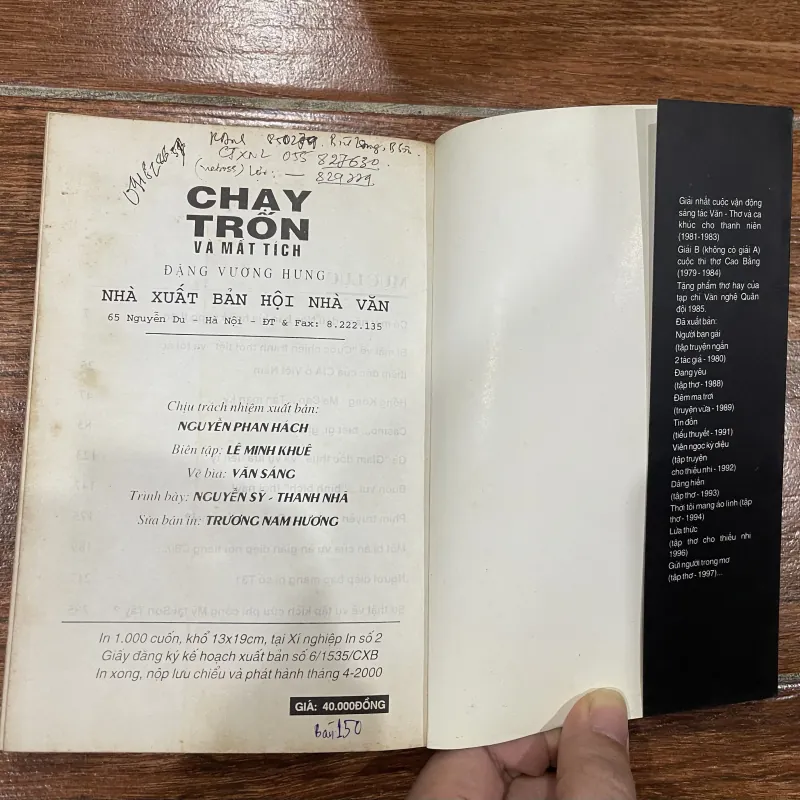 0918286
055 827630
829229
CHẠY
TRỐN
VÀ MẤT TÍCH
ĐẶNG VƯƠNG HƯNG
NHÀ XUẤT BẢN HỘI NHÀ VĂN
65 Nguyễn Du - Hà Nội - ĐT & Fax: 8.222.135
Chịu trách nhiệm xuất bản:
NGUYỄN PHAN HÁCH
Biên tập: LÊ MINH KHUÊ
Vẽ bìa: VĂN SÁNG
Trình bày: NGUYỄN SỸ - THANH NHÃ
Sửa bản in: TRƯƠNG NAM HƯƠNG
In 1.000 cuốn, khổ 13x19cm, tại Xí nghiệp In số 2
Giấy đăng ký kế hoạch xuất bản số 6/1535/CXB
In xong, nộp lưu chiểu và phát hành tháng 4-2000
GIÁ: 40.000ĐỒNG
Bán 150
Giải nhất cuộc vận động
sáng tác Văn - Thơ và ca
khúc cho thanh niên
(1981-1983)
Giải B (không có giải A)
cuộc thi thơ Cao Bằng
(1979 - 1984)
Tặng phẩm thơ hay của
tạp chí Văn nghệ Quân
đội 1985.
Đã xuất bản:
Người bạn gái
(tập truyện ngắn
2 tác giả - 1980)
Đang yêu
(tập thơ - 1988)
Đêm ma trơi
(truyện vừa - 1989)
Tin đồn
(tiểu thuyết - 1991)
Viên ngọc kỳ diệu
(tập truyện
cho thiếu nhi - 1992)
Dâng hiến
(tập thơ - 1993)
Thời tôi mang áo lính (tập
thơ - 1994)
Lửa thức
(tập thơ cho thiếu nhi
1996)
Gửi người trong mơ
(tập thơ - 1997)...